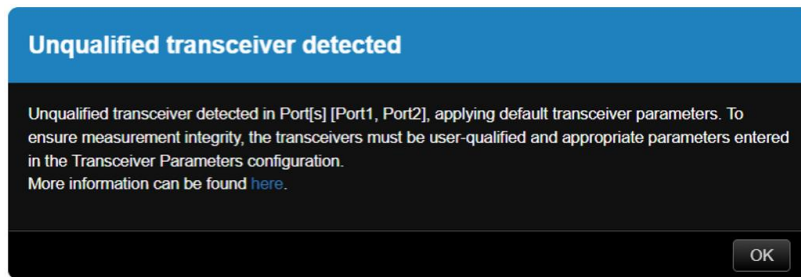 Unqualified transceiver detected
Unqualified transceiver detected in Port[s] [Port1, Port2], applying default transceiver parameters. To
ensure measurement integrity, the transceivers must be user-qualified and appropriate parameters entered
in the Transceiver Parameters configuration.
More information can be found here.
OK